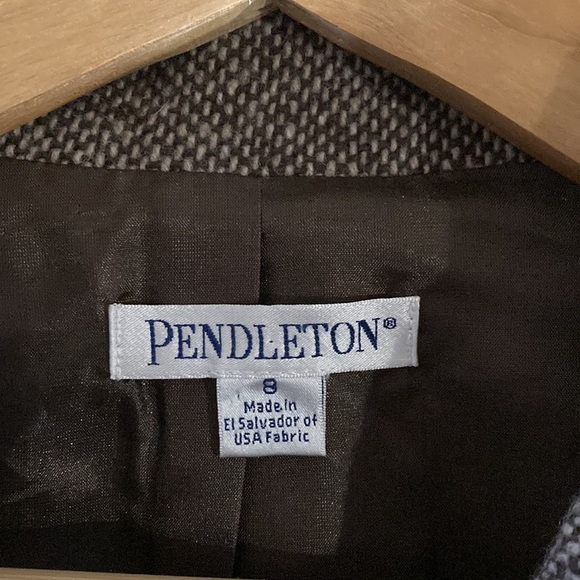 PENDLETON®
8
Made in
El Salvador of
USA Fabric